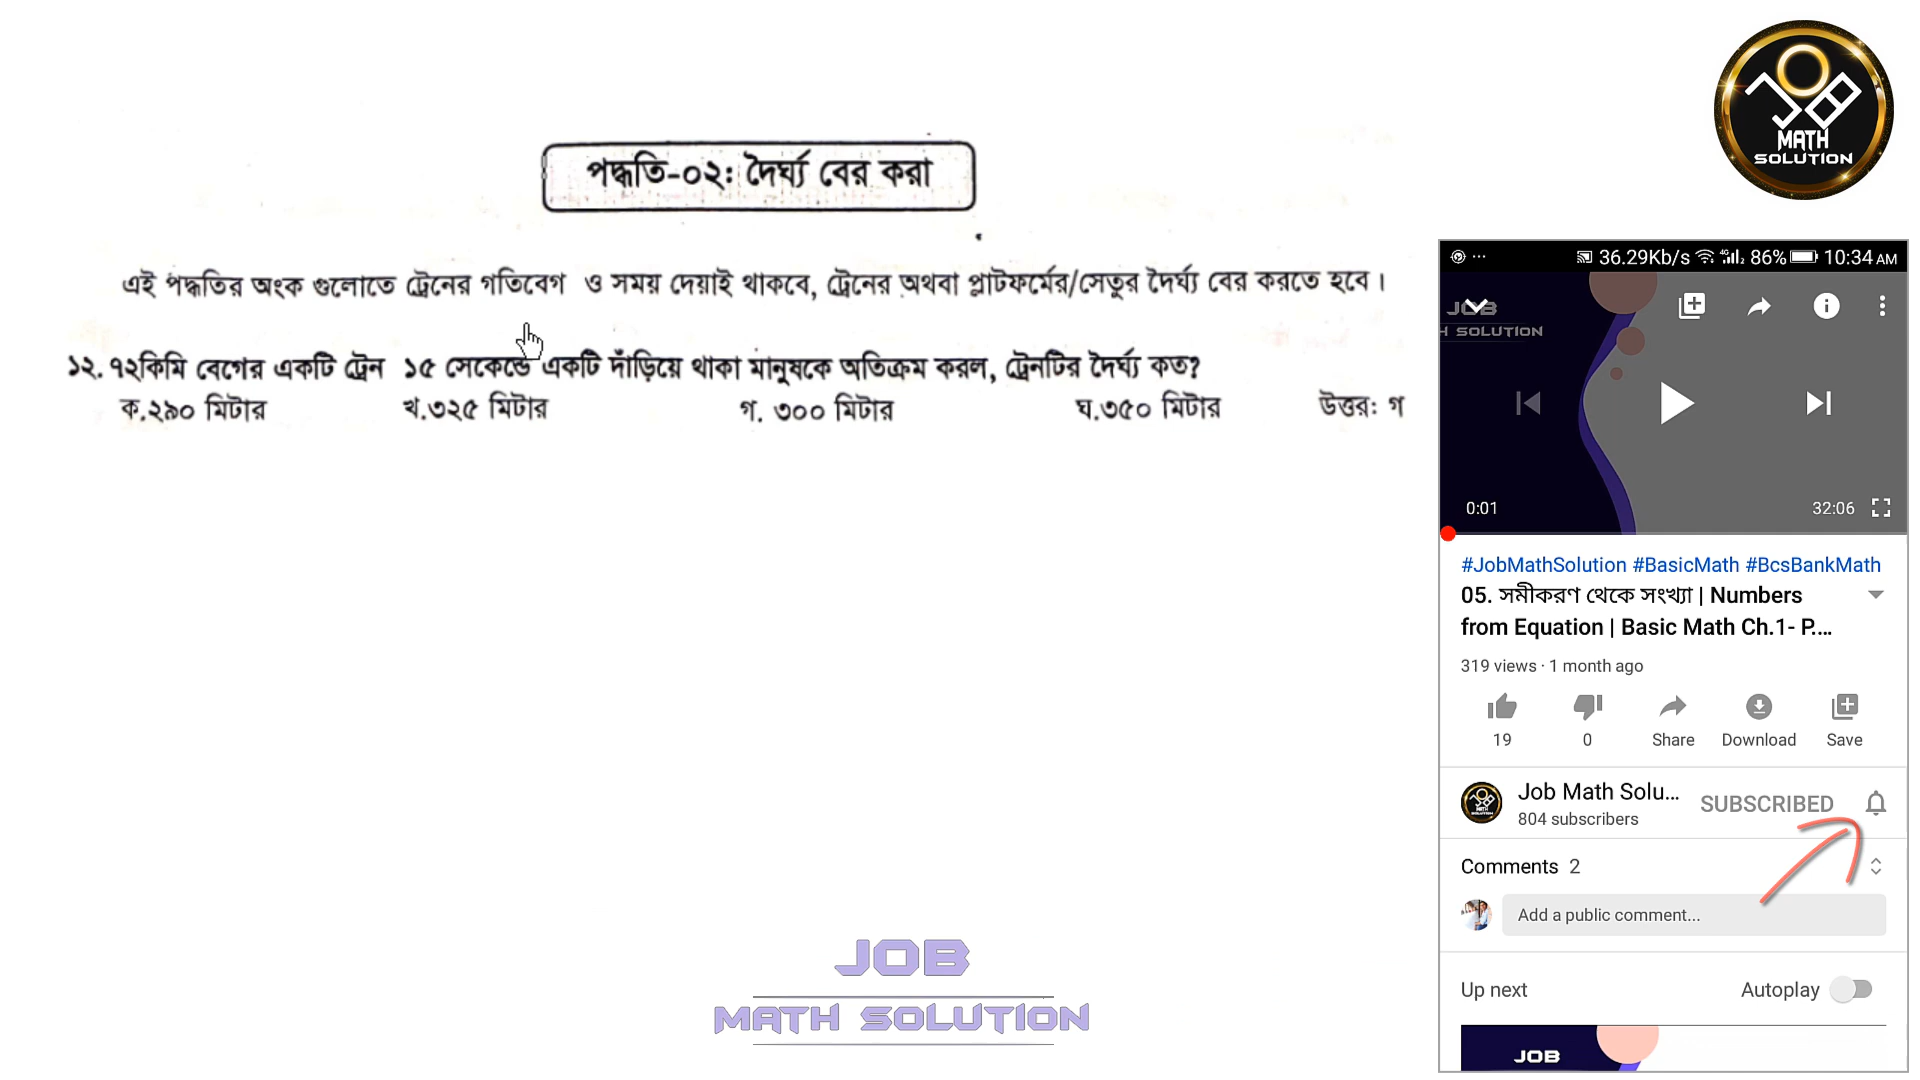 পদ্ধতি-০২: দৈর্ঘ্য বের করা
এই পদ্ধতির অংক গুলোতে ট্রেনের গতিবেগ ও সময় দেয়াই থাকবে, ট্রেনের অথবা প্লাটফর্মের/সেতুর দৈর্ঘ্য বের করতে হবে।
১২. ৭২কিমি বেগের একটি ট্রেন ১৫ সেকেন্ডে একটি দাঁড়িয়ে থাকা মানুষকে অতিক্রম করল, ট্রেনটির দৈর্ঘ্য কত?
ক.২৯০ মিটার খ.৩২৫ মিটার গ. ৩০০ মিটার ঘ.৩৫০ মিটার উত্তর: গ
JOB
MATH SOLUTION
MATH
SOLUTION
36.29Kb/s 86% 10:34 AM
JOB
H SOLUTION
0:01 32:06
#JobMathSolution #BasicMath #BcsBankMath
05. সমীকরণ থেকে সংখ্যা | Numbers
from Equation | Basic Math Ch.1- P....
319 views · 1 month ago
19 0 Share Download Save
Job Math Solu... SUBSCRIBED
804 subscribers
Comments 2
Add a public comment...
Up next Autoplay
JOB